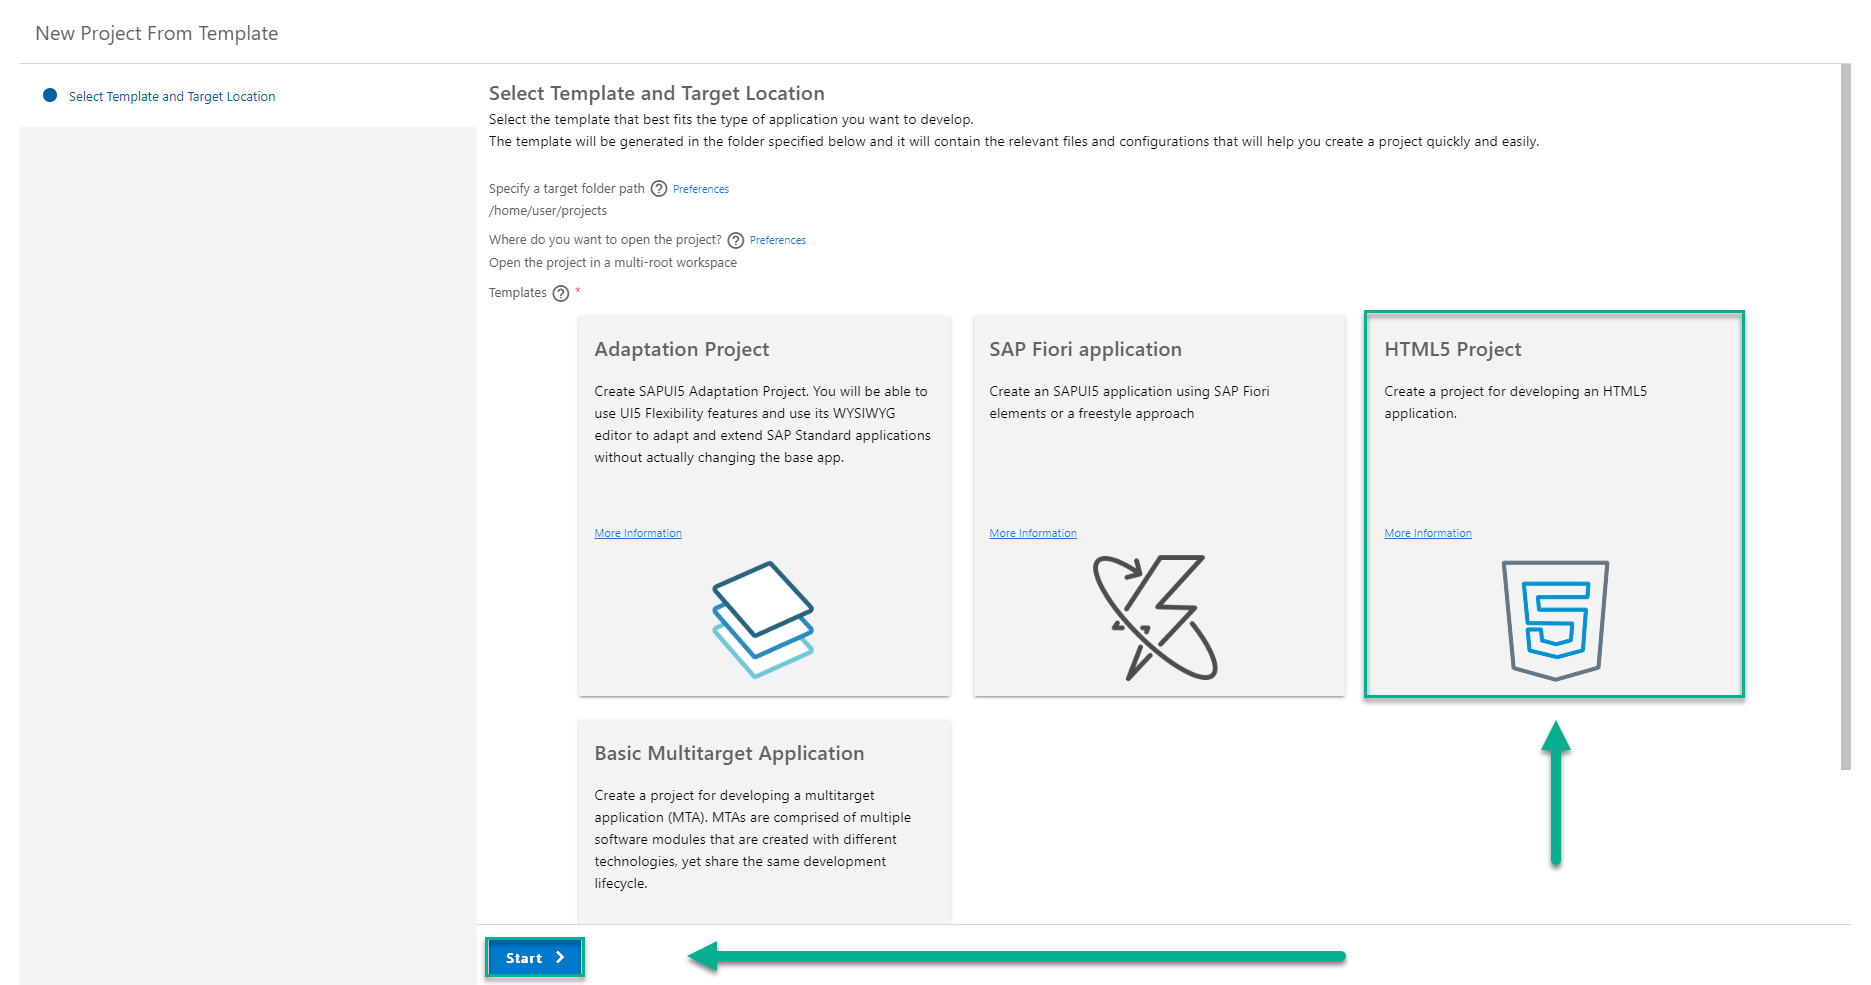 New Project From Template
Select Template and Target Location
Select Template and Target Location
Select the template that best fits the type of application you want to develop.
The template will be generated in the folder specified below and it will contain the relevant files and configurations that will help you create a project quickly and easily.
Specify a target folder path ? Preferences
/home/user/projects
Where do you want to open the project? ? Preferences
Open the project in a multi-root workspace
Templates ? *
Adaptation Project
Create SAPUI5 Adaptation Project. You will be able to
use UI5 Flexibility features and use its WYSIWYG
editor to adapt and extend SAP Standard applications
without actually changing the base app.
More Information
SAP Fiori application
Create an SAPUI5 application using SAP Fiori
elements or a freestyle approach
More Information
HTML5 Project
Create a project for developing an HTML5
application.
More Information
5
Basic Multitarget Application
Create a project for developing a multitarget
application (MTA). MTAs are comprised of multiple
software modules that are created with different
technologies, yet share the same development
lifecycle.
Start